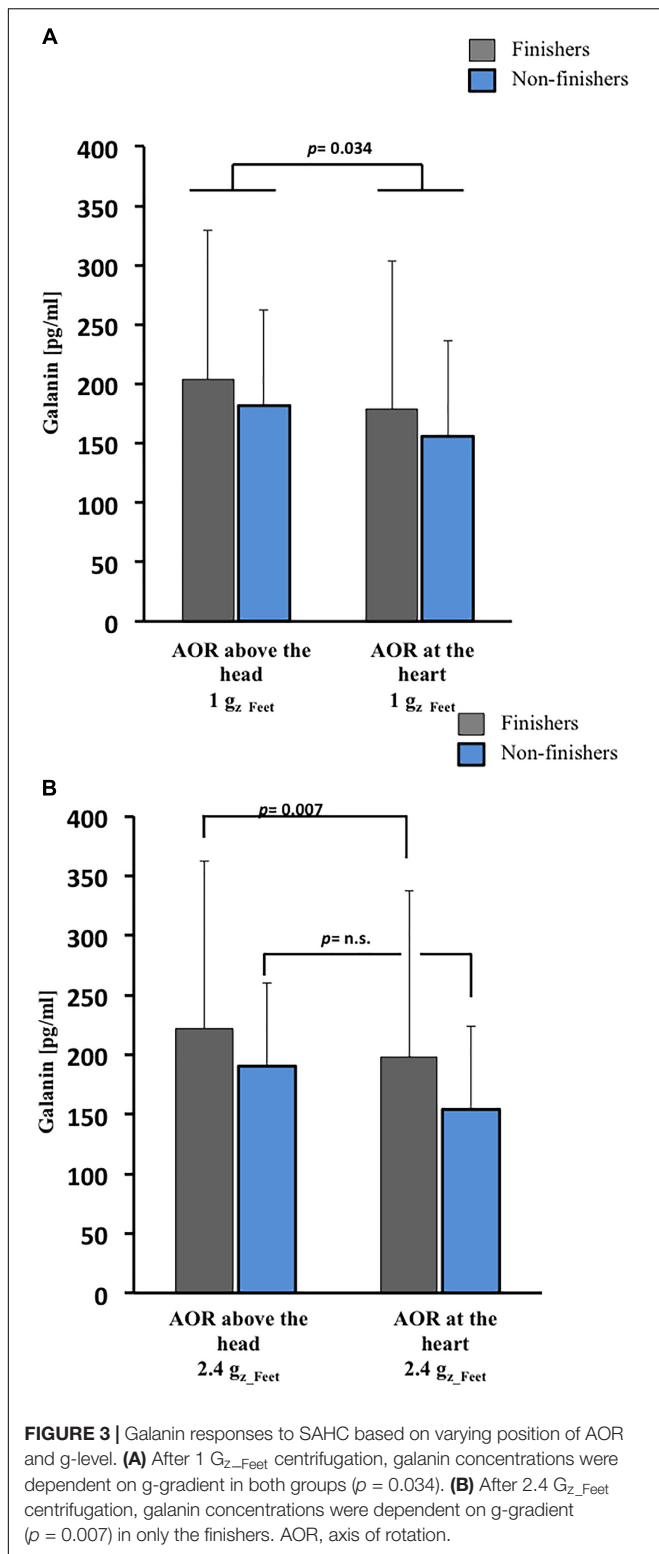 A
Finishers
Non-finishers
p= 0.034
400
350
300
250
200
150
100
50
0
Galanin [pg/ml]
AOR above the
head
1 gz_Feet
AOR at the
heart
1 gz_Feet
Finishers
Non-finishers
B
p= 0.007
p= n.s.
400
350
300
250
200
150
100
50
0
Galanin [pg/ml]
AOR above the
head
2.4 gz_Feet
AOR at the
heart
2.4 gz_Feet
FIGURE 3 | Galanin responses to SAHC based on varying position of AOR
and g-level. (A) After 1 Gz_Feet centrifugation, galanin concentrations were
dependent on g-gradient in both groups (p = 0.034). (B) After 2.4 Gz_Feet
centrifugation, galanin concentrations were dependent on g-gradient
(p = 0.007) in only the finishers. AOR, axis of rotation.